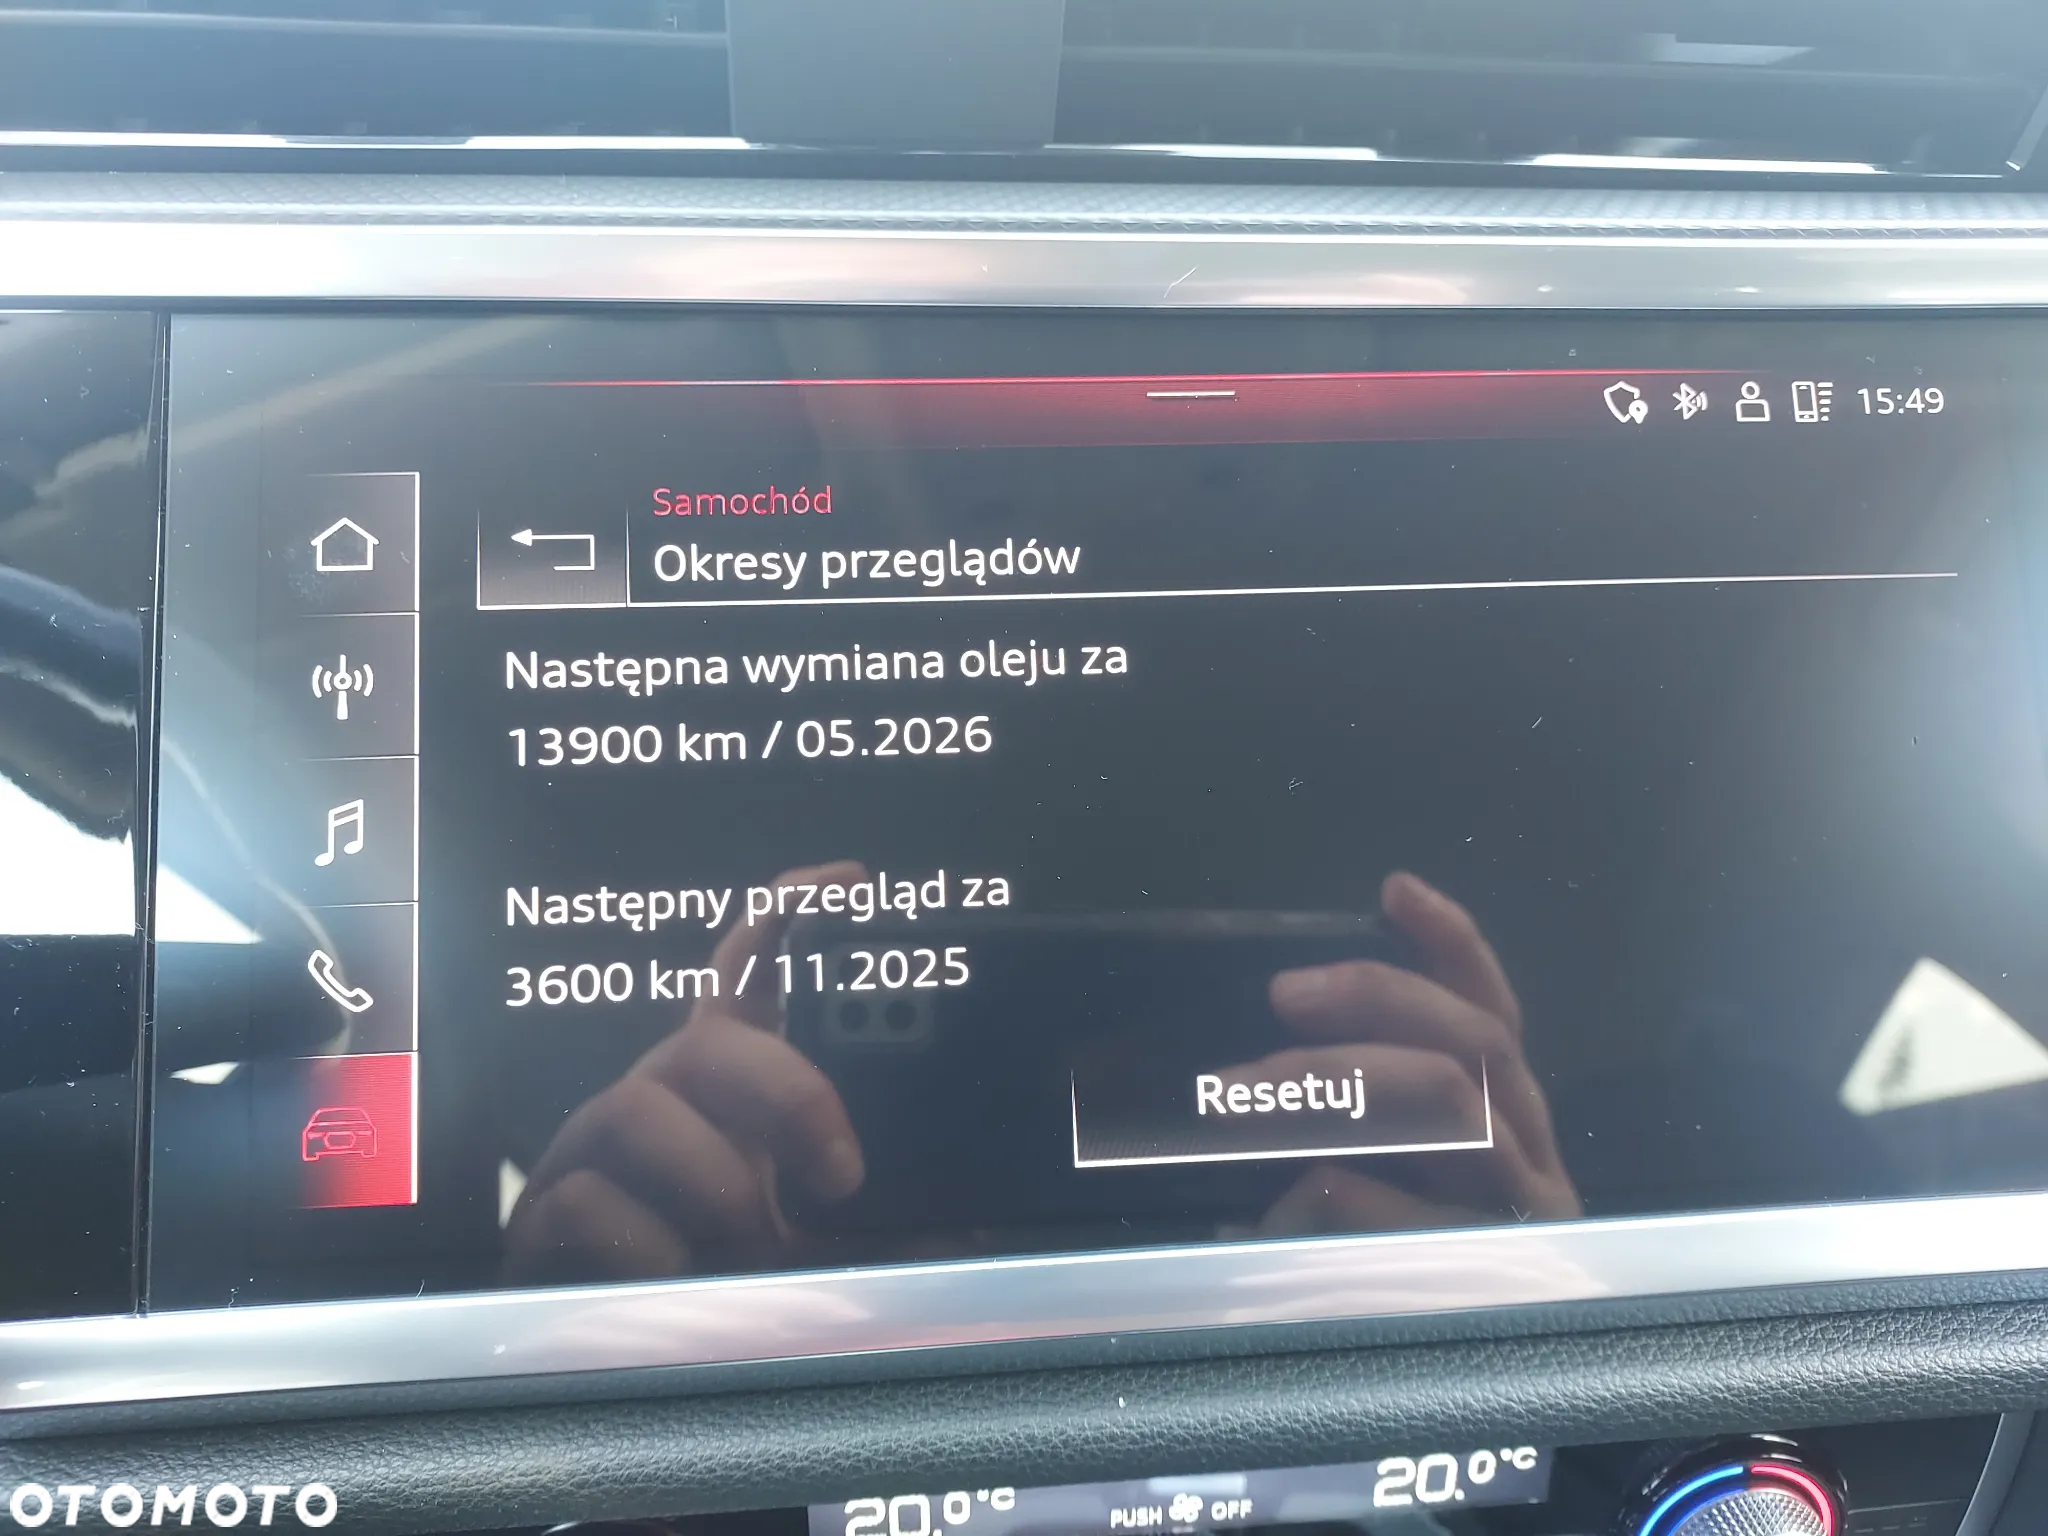 15:49
Samochód
Okresy przeglądów
Następna wymiana oleju za
13900 km / 05.2026
Następny przegląd za
3600 km / 11.2025
Resetuj
20.0°C
PUSH OFF
20.0°C
OTOMOTO